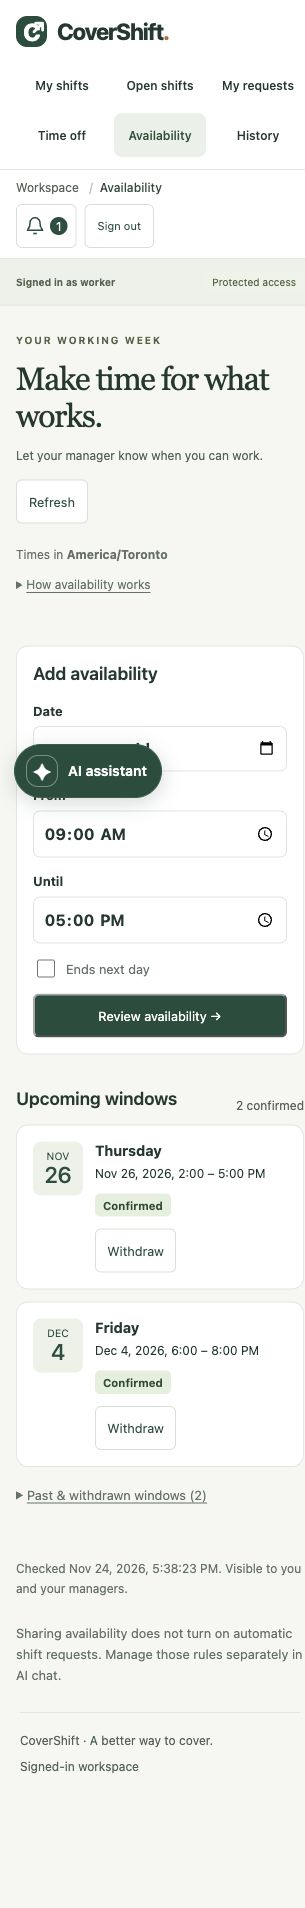 CoverShift.
My shifts
Open shifts
My requests
Time off
Availability
History
Workspace / Availability
1
Sign out
Signed in as worker
Protected access
YOUR WORKING WEEK
Make time for what
works.
Let your manager know when you can work.
Refresh
Times in America/Toronto
How availability works
Add availability
Date
AI assistant
09:00 AM
Until
05:00 PM
Ends next day
Review availability →
Upcoming windows
2 confirmed
NOV
26
Thursday
Nov 26, 2026, 2:00 – 5:00 PM
Confirmed
Withdraw
DEC
4
Friday
Dec 4, 2026, 6:00 – 8:00 PM
Confirmed
Withdraw
Past & withdrawn windows (2)
Checked Nov 24, 2026, 5:38:23 PM. Visible to you
and your managers.
Sharing availability does not turn on automatic
shift requests. Manage those rules separately in
AI chat.
CoverShift · A better way to cover.
Signed-in workspace